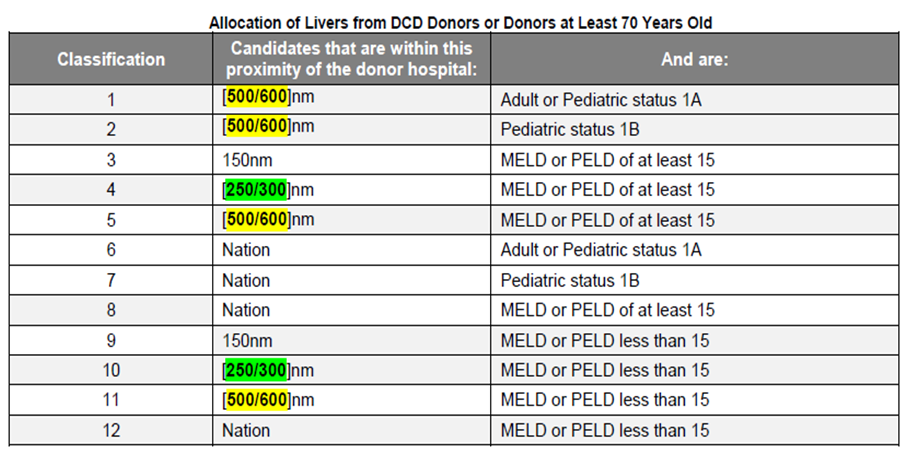 Allocation of Livers from DCD Donors or Donors at Least 70 Years Old
Classification
Candidates that are within this
proximity of the donor hospital:
And are:
1 [500/600]nm Adult or Pediatric status 1A
2 [500/600]nm Pediatric status 1B
3 150nm MELD or PELD of at least 15
4 [250/300]nm MELD or PELD of at least 15
5 [500/600]nm MELD or PELD of at least 15
6 Nation Adult or Pediatric status 1A
7 Nation Pediatric status 1B
8 Nation MELD or PELD of at least 15
9 150nm MELD or PELD less than 15
10 [250/300]nm MELD or PELD less than 15
11 [500/600]nm MELD or PELD less than 15
12 Nation MELD or PELD less than 15